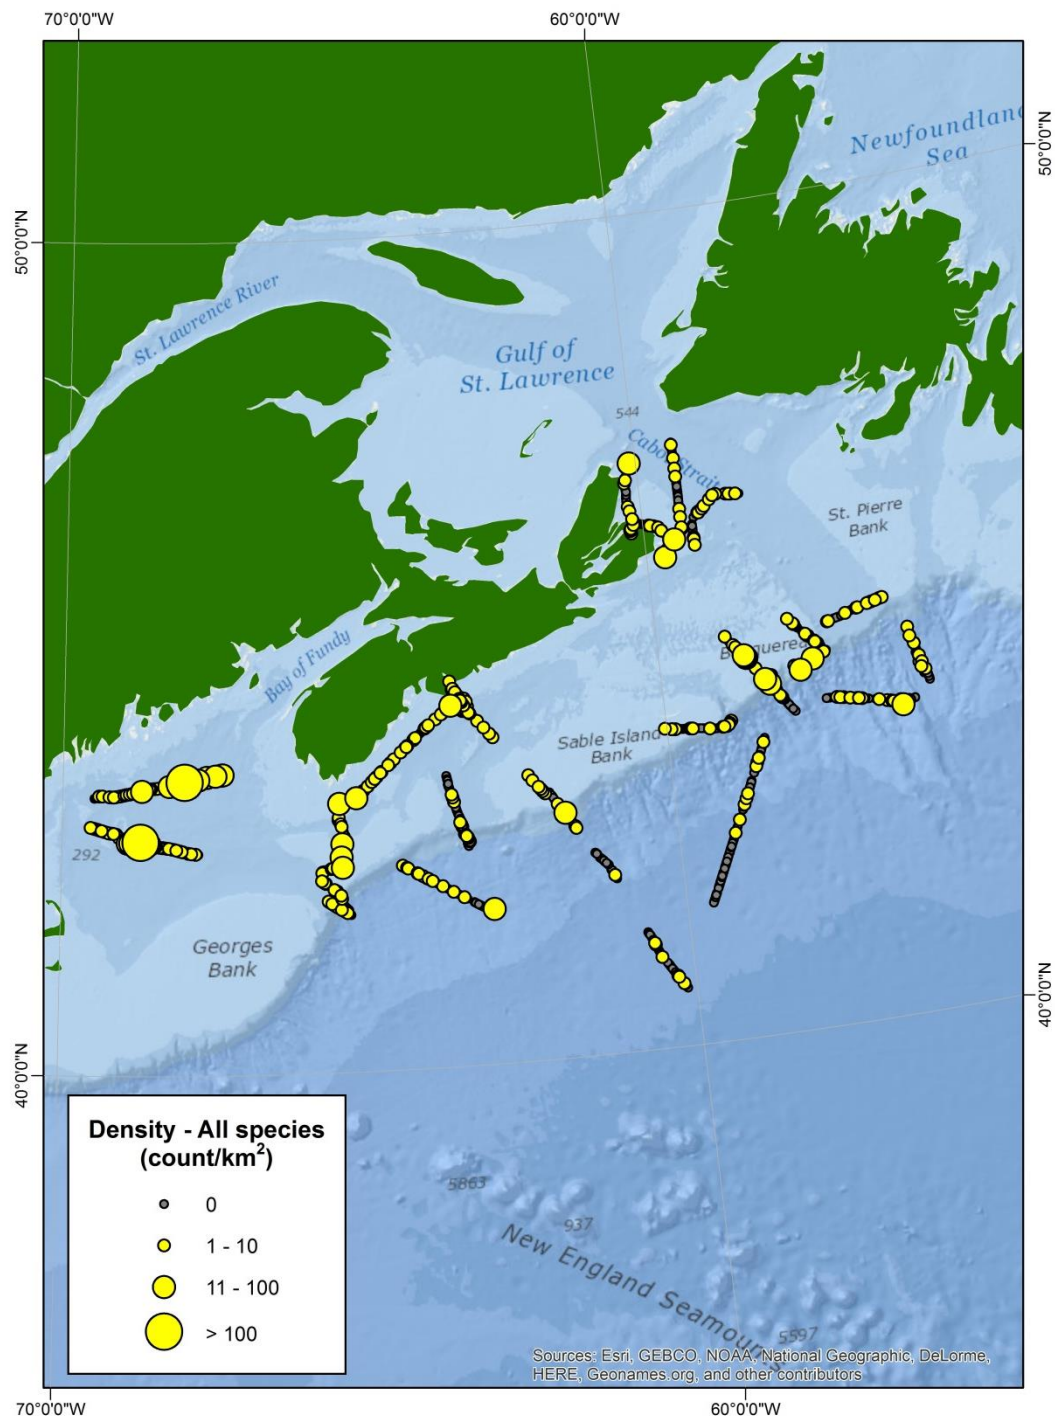 70°0'0"W
60°0'0"W
50°0'0"N
Newfoundland
Sea
50°0'0"N
St. Lawrence River
Gulf of
St. Lawrence
544
Cabot Strait
St. Pierre
Bank
Bay of Fundy
Sable Island
Bank
292
Georges
Bank
40°0'0"N
40°0'0"N
Density - All species
(count/km²)
0
1 - 10
11 - 100
> 100
5863
937
New England Seamounts
5597
Sources: Esri, GEBCO, NOAA, National Geographic, DeLorme,
HERE, Geonames.org, and other contributors
70°0'0"W
60°0'0"W